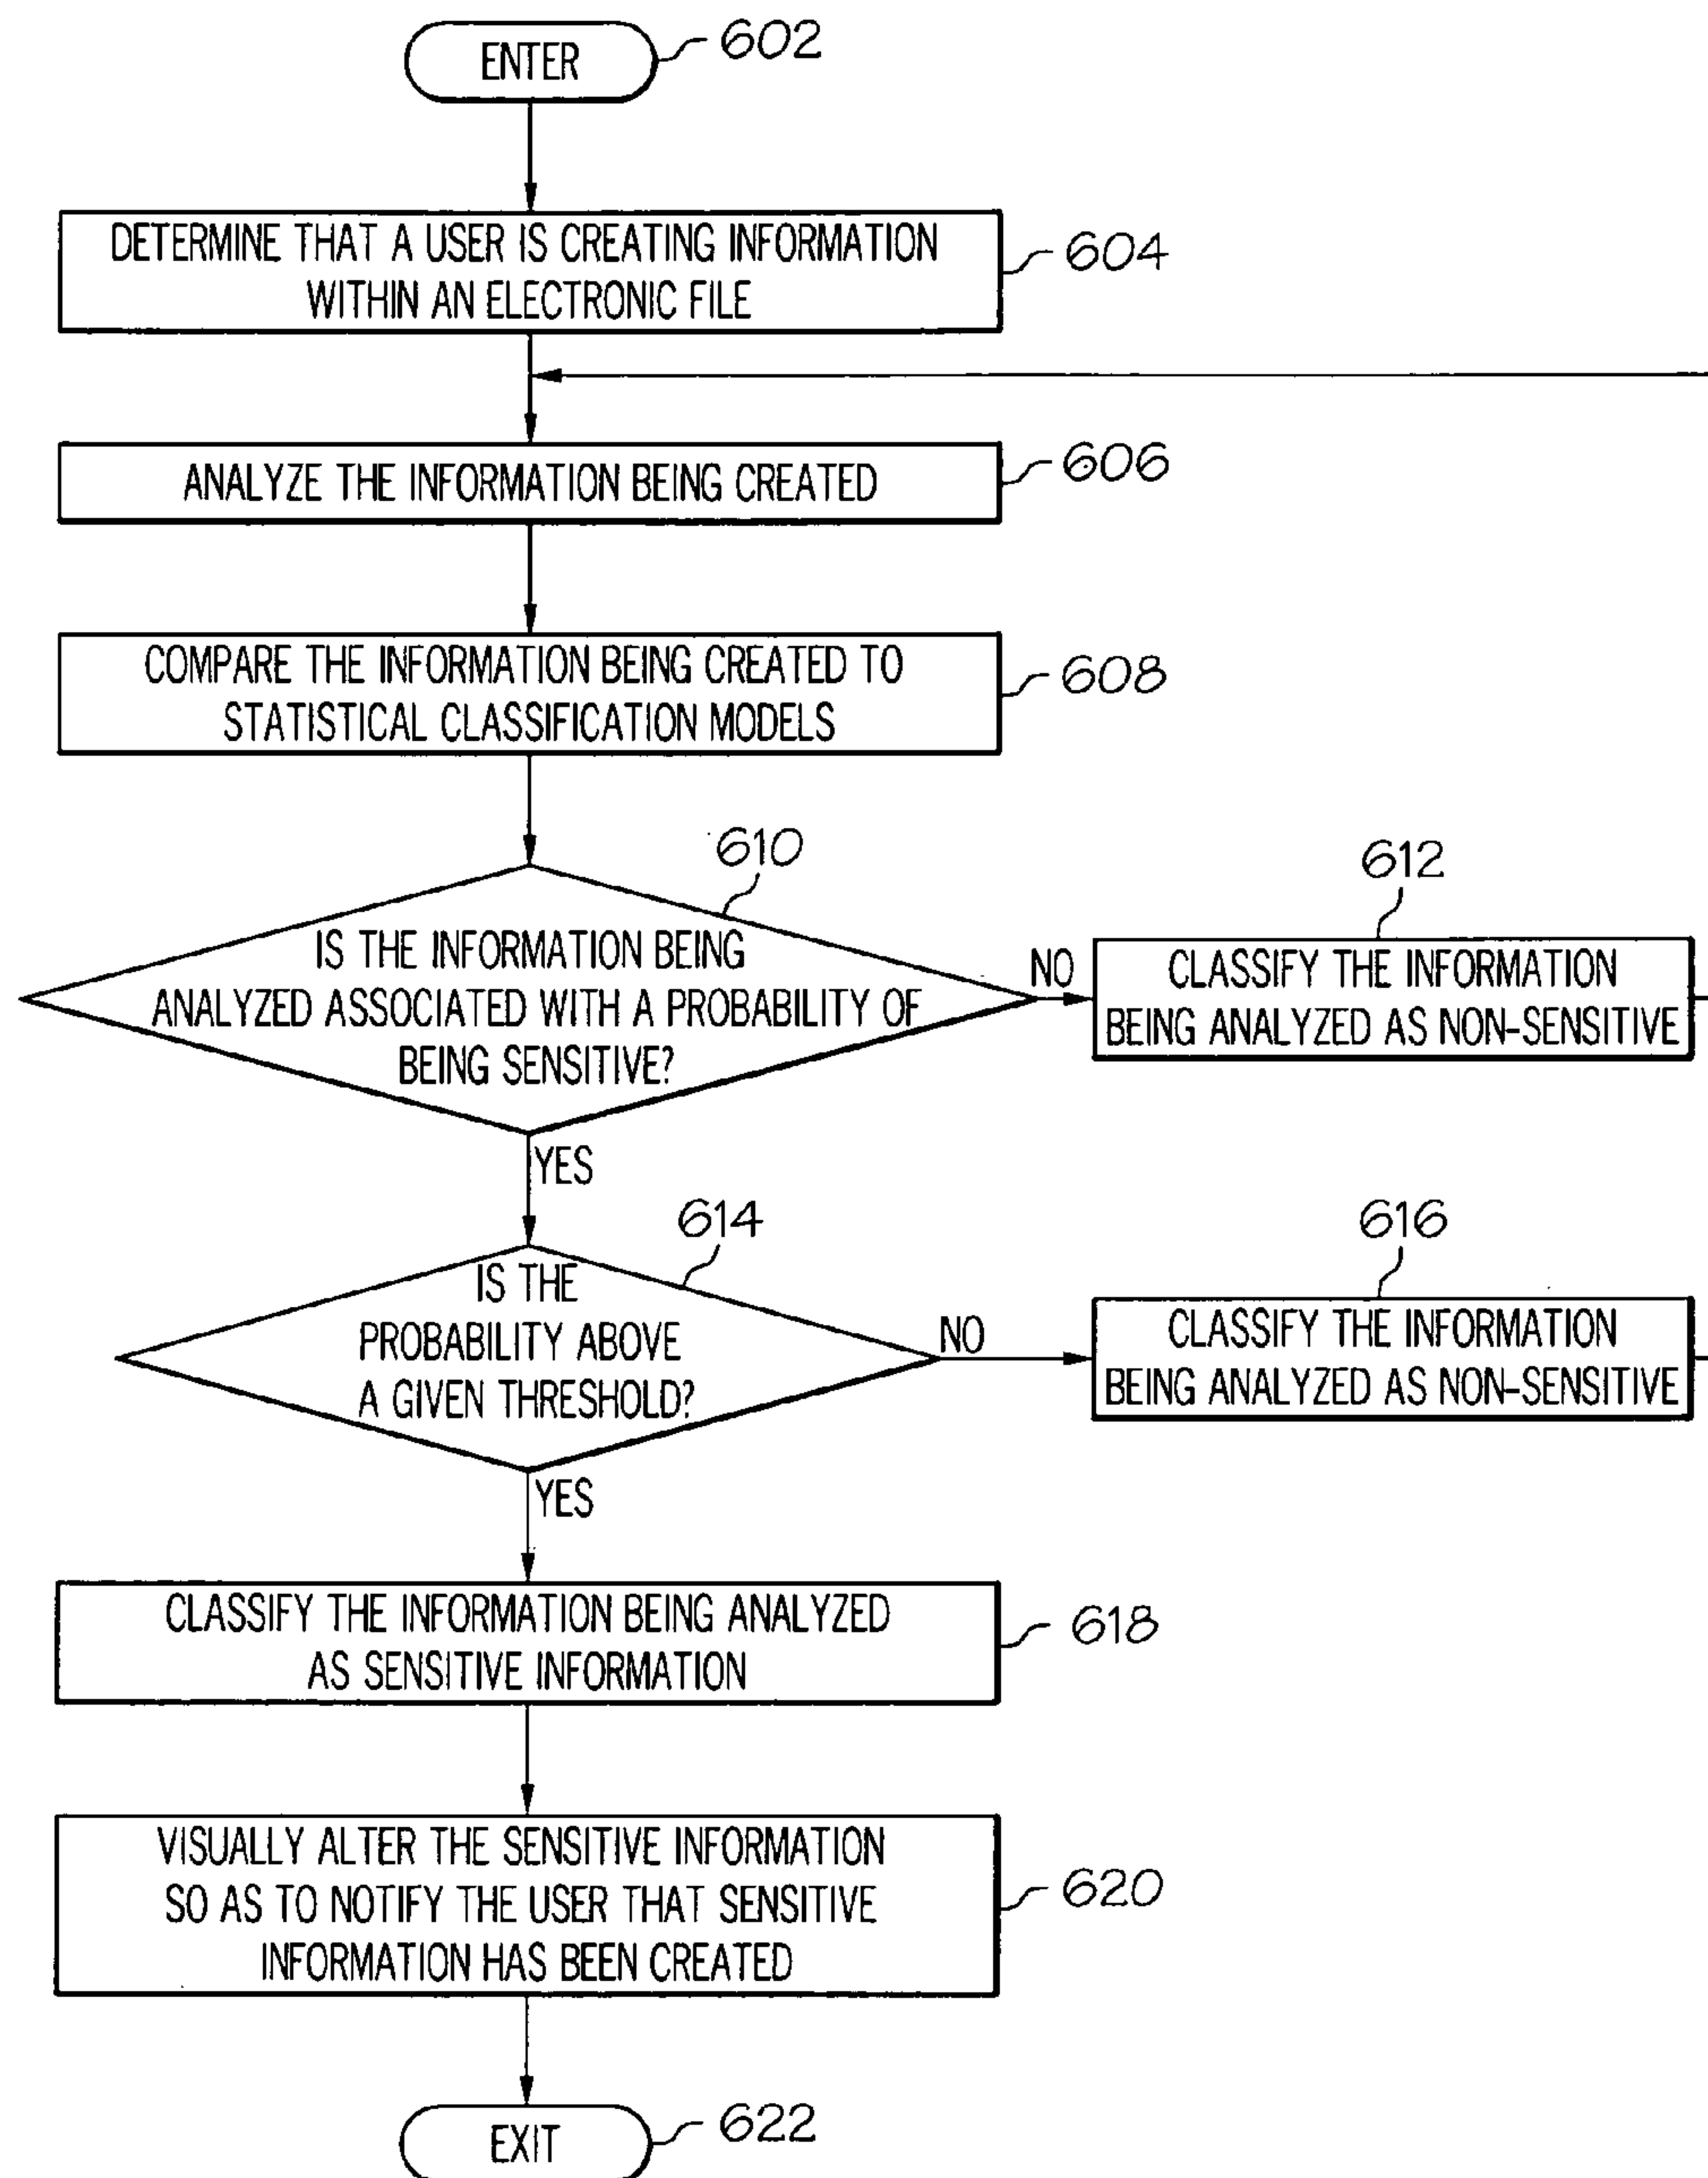 ENTER
602
DETERMINE THAT A USER IS CREATING INFORMATION
WITHIN AN ELECTRONIC FILE
604
ANALYZE THE INFORMATION BEING CREATED
606
COMPARE THE INFORMATION BEING CREATED TO
STATISTICAL CLASSIFICATION MODELS
608
610
IS THE INFORMATION BEING
ANALYZED ASSOCIATED WITH A PROBABILITY OF
BEING SENSITIVE?
NO
612
CLASSIFY THE INFORMATION
BEING ANALYZED AS NON-SENSITIVE
YES
614
IS THE
PROBABILITY ABOVE
A GIVEN THRESHOLD?
NO
616
CLASSIFY THE INFORMATION
BEING ANALYZED AS NON-SENSITIVE
YES
CLASSIFY THE INFORMATION BEING ANALYZED
AS SENSITIVE INFORMATION
618
VISUALLY ALTER THE SENSITIVE INFORMATION
SO AS TO NOTIFY THE USER THAT SENSITIVE
INFORMATION HAS BEEN CREATED
620
EXIT
622